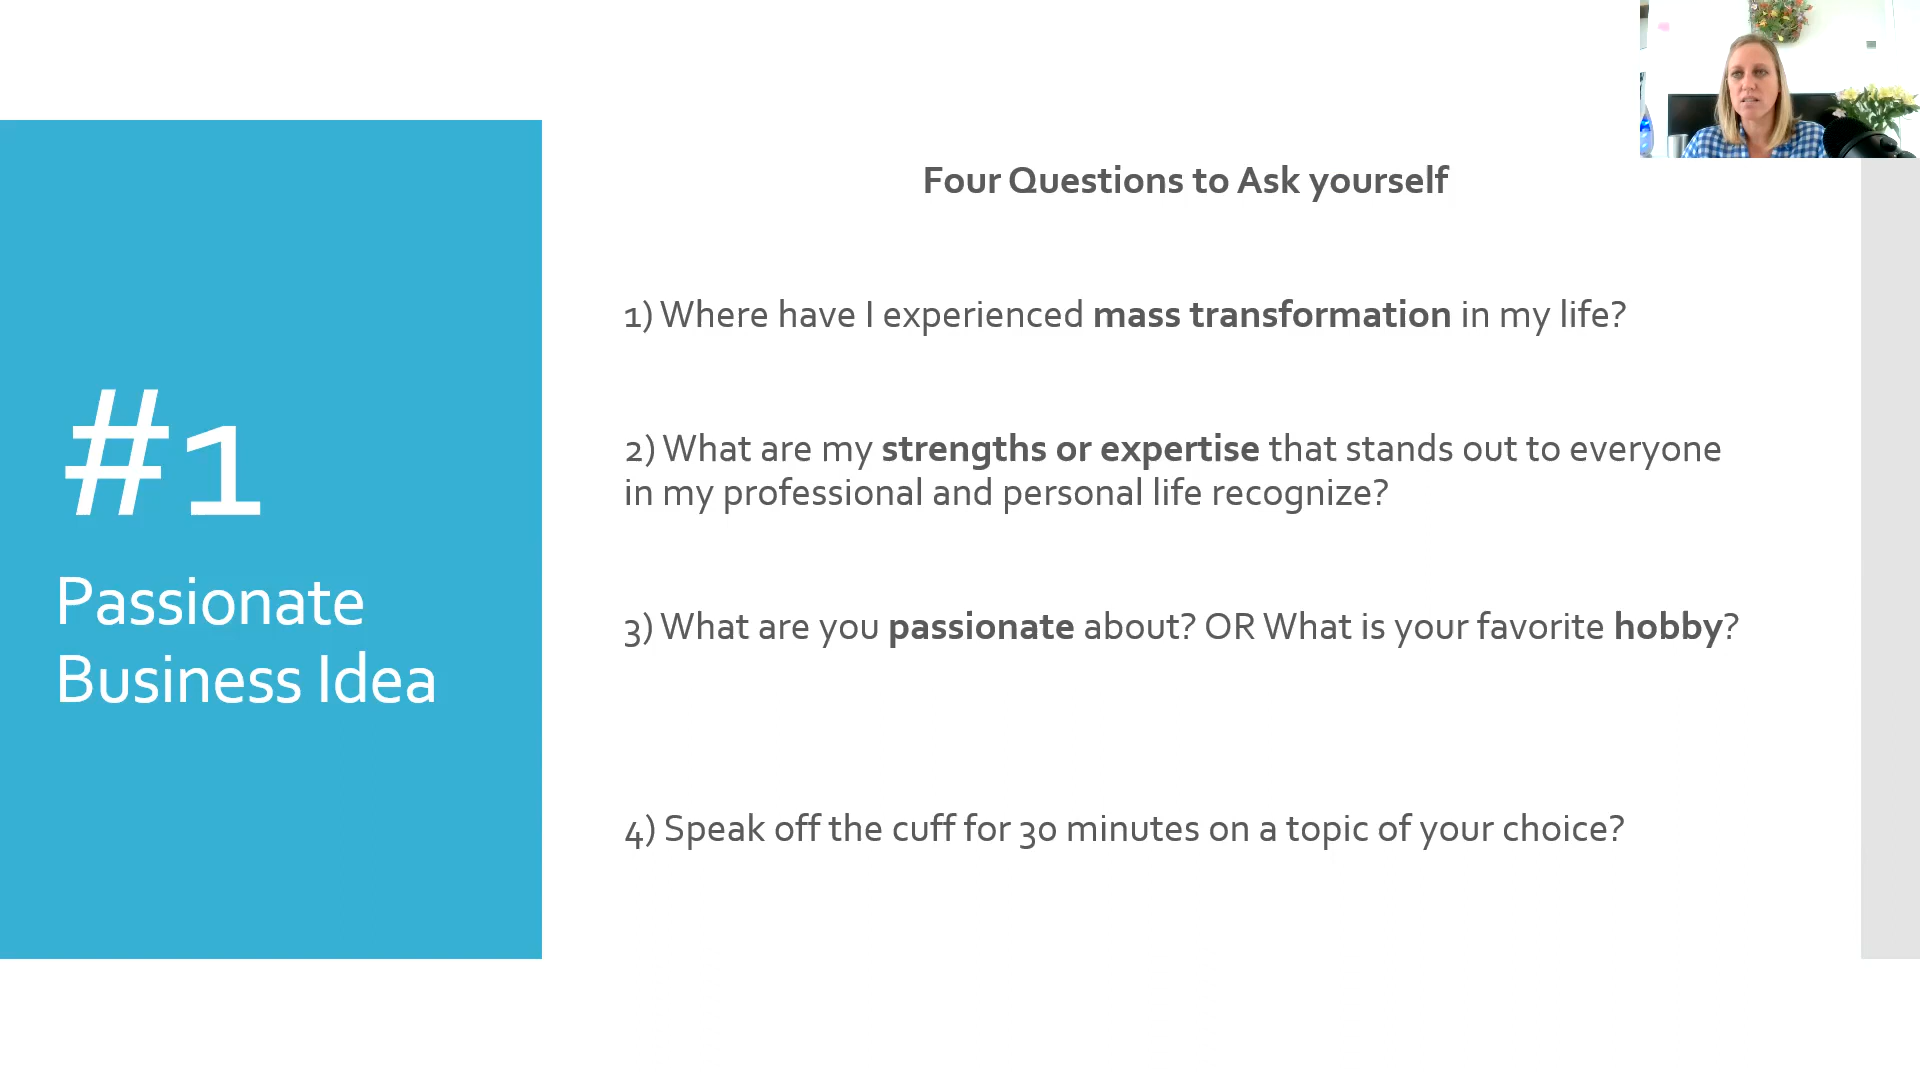 #1
Passionate
Business Idea
Four Questions to Ask yourself
1) Where have I experienced mass transformation in my life?
2) What are my strengths or expertise that stands out to everyone
in my professional and personal life recognize?
3) What are you passionate about? OR What is your favorite hobby?
4) Speak off the cuff for 30 minutes on a topic of your choice?